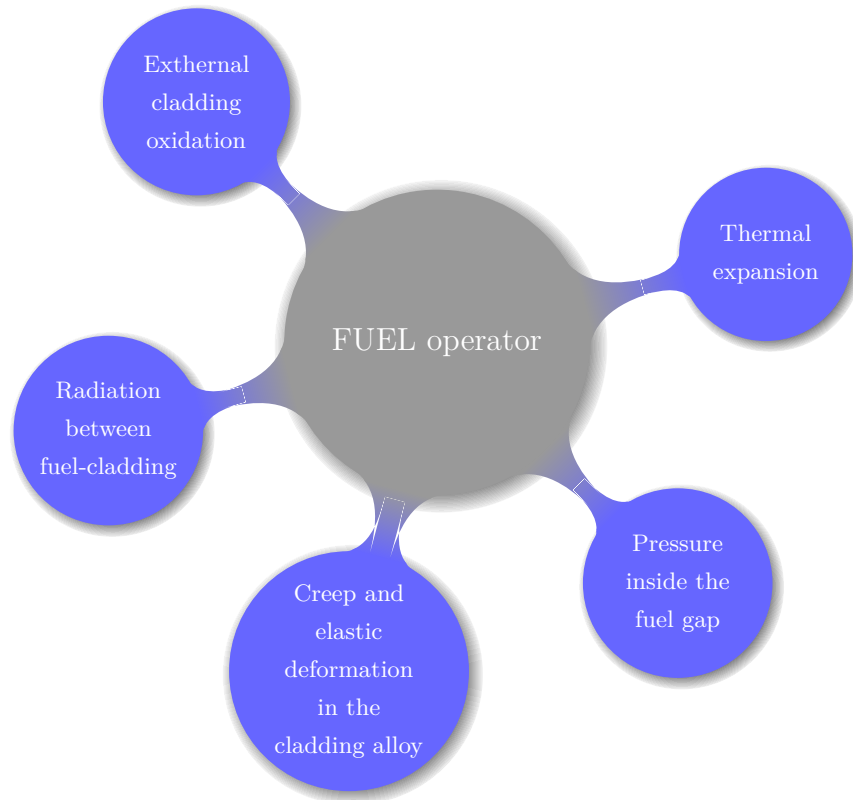 Exthernal
cladding
oxidation
Thermal
expansion
FUEL operator
Radiation
between
fuel-cladding
Pressure
inside the
fuel gap
Creep and
elastic
deformation
in the
cladding alloy